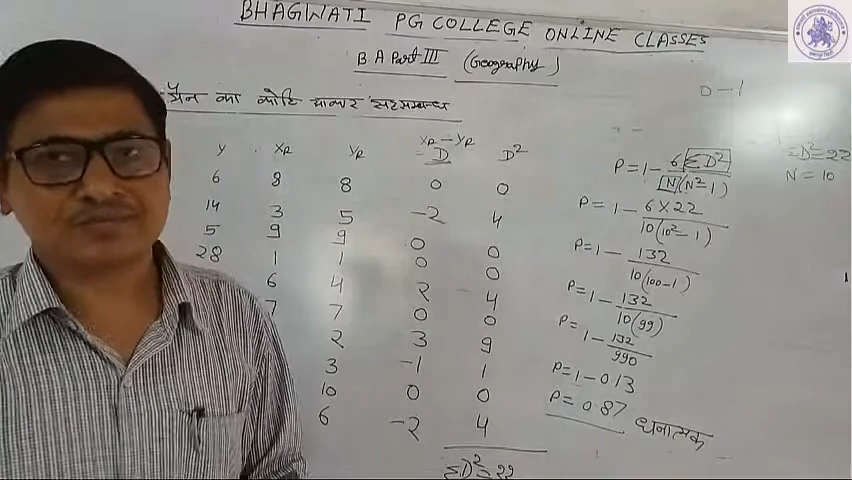 BHAGWATI PG COLLEGE ONLINE CLASSES
B.A Part III (Geography)
का कोटि सहसम्बन्ध
0-1
Y XR YR XR-YR D D²
6 8 8 0 0
14 3 5 -2 4
5 9 9 0 0
28 1 1 0 0
6 4 2 4
7 7 0 0
2 3 9
3 -1 1
10 0 0
6 -2 4
ΣD²=22
P=1-6ΣD²/N(N²-1)
P=1-6×22/10(10²-1)
P=1-132/10(100-1)
P=1-132/10(99)
P=1-132/990
P=1-0.13
P=0.87 धनात्मक
ΣD²=22
N=10